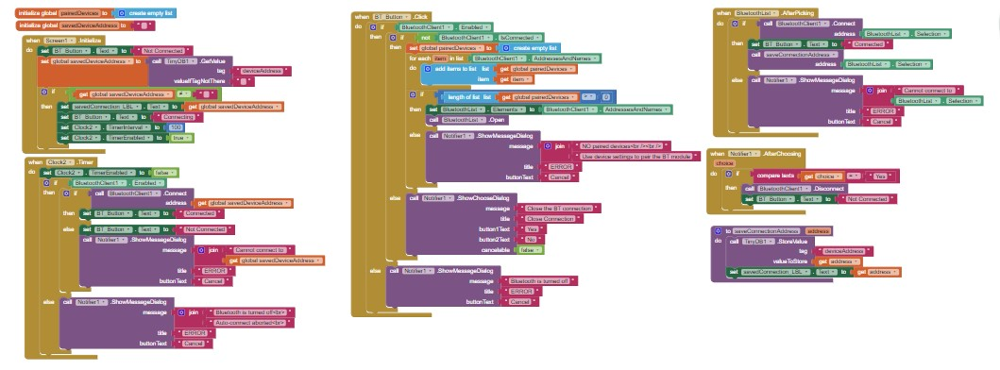 initialize global pairedDevices to create empty list
initialize global savedDeviceAddress to " "
when Screen1 .Initialize
do set BT_Button . Text to " Not Connected "
set global savedDeviceAddress to call TinyDB1 .GetValue
tag " deviceAddress "
valueIfTagNotThere " "
if get global savedDeviceAddress ≠ " "
then set savedConnection_LBL . Text to get global savedDeviceAddress
set BT_Button . Text to " Connecting "
set Clock2 . TimerInterval to 100
set Clock2 . TimerEnabled to true
when Clock2 .Timer
do set Clock2 . TimerEnabled to false
if BluetoothClient1 . Enabled
then if call BluetoothClient1 .Connect
address get global savedDeviceAddress
then set BT_Button . Text to " Connected "
else set BT_Button . Text to " Not Connected "
call Notifier1 .ShowMessageDialog
message join " Cannot connect to "
get global savedDeviceAddress
title " ERROR "
buttonText " Cancel "
else call Notifier1 .ShowMessageDialog
message join " Bluetooth is turned off<br> "
" Auto-connect aborted<br> "
title " ERROR "
buttonText " Cancel "
when BT_Button .Click
do if BluetoothClient1 . Enabled
then if not BluetoothClient1 . IsConnected
then set global pairedDevices to create empty list
for each item in list BluetoothClient1 . AddressesAndNames
do add items to list list get global pairedDevices
item get item
if length of list list get global pairedDevices 0
then set BluetoothList . Elements to BluetoothClient1 . AddressesAndNames
call BluetoothList .Open
else call Notifier1 .ShowMessageDialog
message join " NO paired devices<br /><br /> "
" Use device settings to pair the BT module "
title " ERROR "
buttonText " Cancel "
else call Notifier1 .ShowChooseDialog
message " Close the BT connection "
title " Close Connection "
button1Text " Yes "
button2Text " No "
cancelable false
else call Notifier1 .ShowMessageDialog
message " Bluetooth is turned off "
title " ERROR "
buttonText " Cancel "
when BluetoothList .AfterPicking
do if call BluetoothClient1 .Connect
address BluetoothList . Selection
then set BT_Button . Text to " Connected "
call saveConnectionAddress
address BluetoothList . Selection
else call Notifier1 .ShowMessageDialog
message join " Cannot connect to "
BluetoothList . Selection
title " ERROR "
buttonText " Cancel "
when Notifier1 .AfterChoosing
choice
do if compare texts get choice = " Yes "
then call BluetoothClient1 .Disconnect
set BT_Button . Text to " Not Connected "
to saveConnectionAddress address
do call TinyDB1 .StoreValue
tag " deviceAddress "
valueToStore get address
set savedConnection_LBL . Text to get address